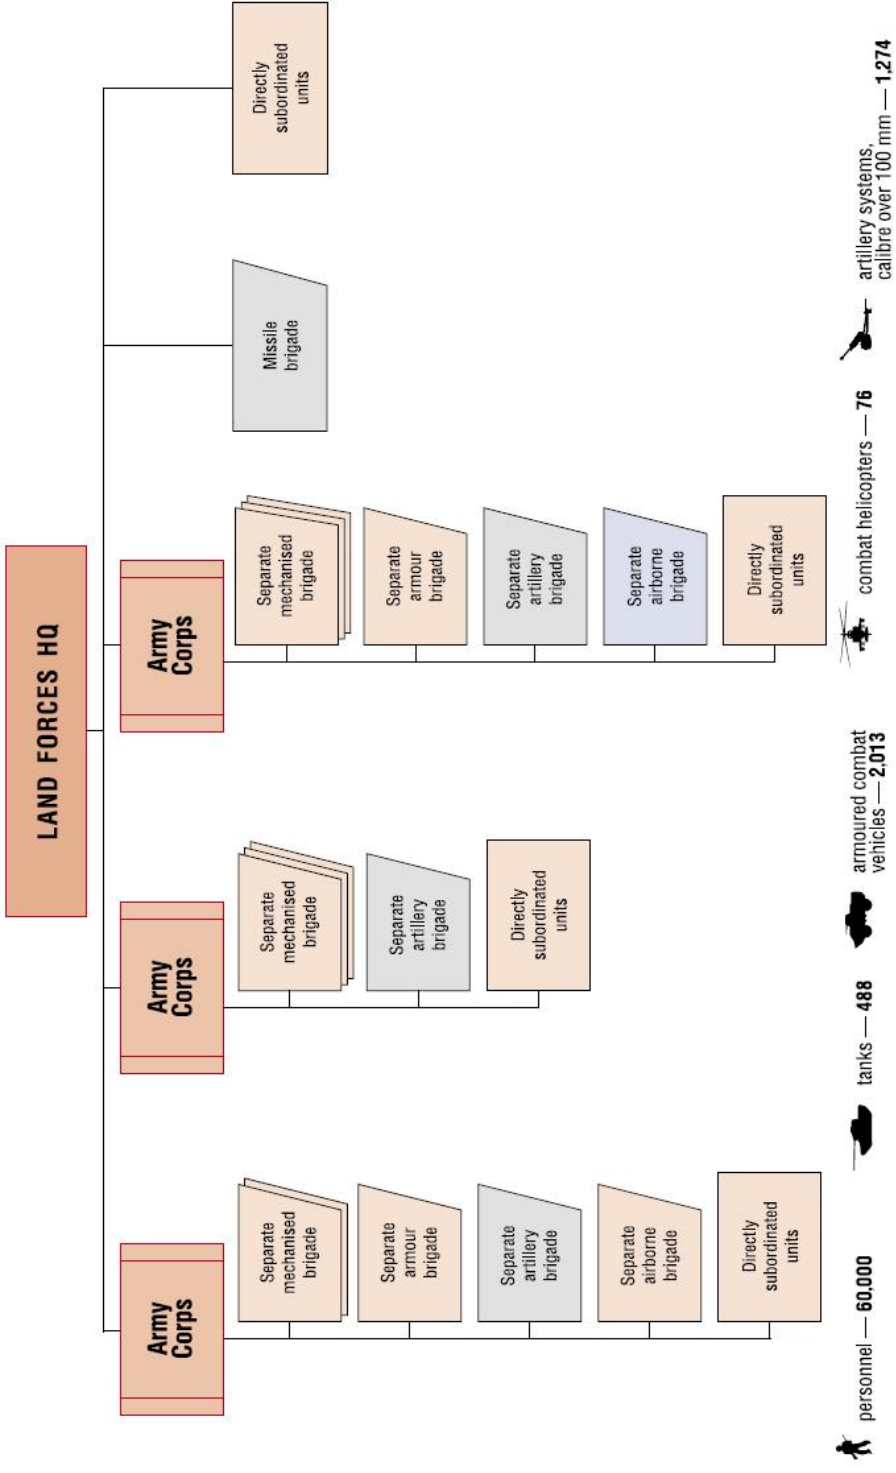 LAND FORCES HQ
Army
Corps
Separate
mechanised
brigade
Separate
armour
brigade
Separate
artillery
brigade
Separate
airborne
brigade
Directly
subordinated
units
Army
Corps
Separate
mechanised
brigade
Separate
artillery
brigade
Directly
subordinated
units
Army
Corps
Separate
mechanised
brigade
Separate
armour
brigade
Separate
artillery
brigade
Separate
airborne
brigade
Directly
subordinated
units
Missile
brigade
Directly
subordinated
units
personnel — 60,000
tanks — 488
armoured combat
vehicles — 2,013
combat helicopters — 76
artillery systems,
calibre over 100 mm — 1,274